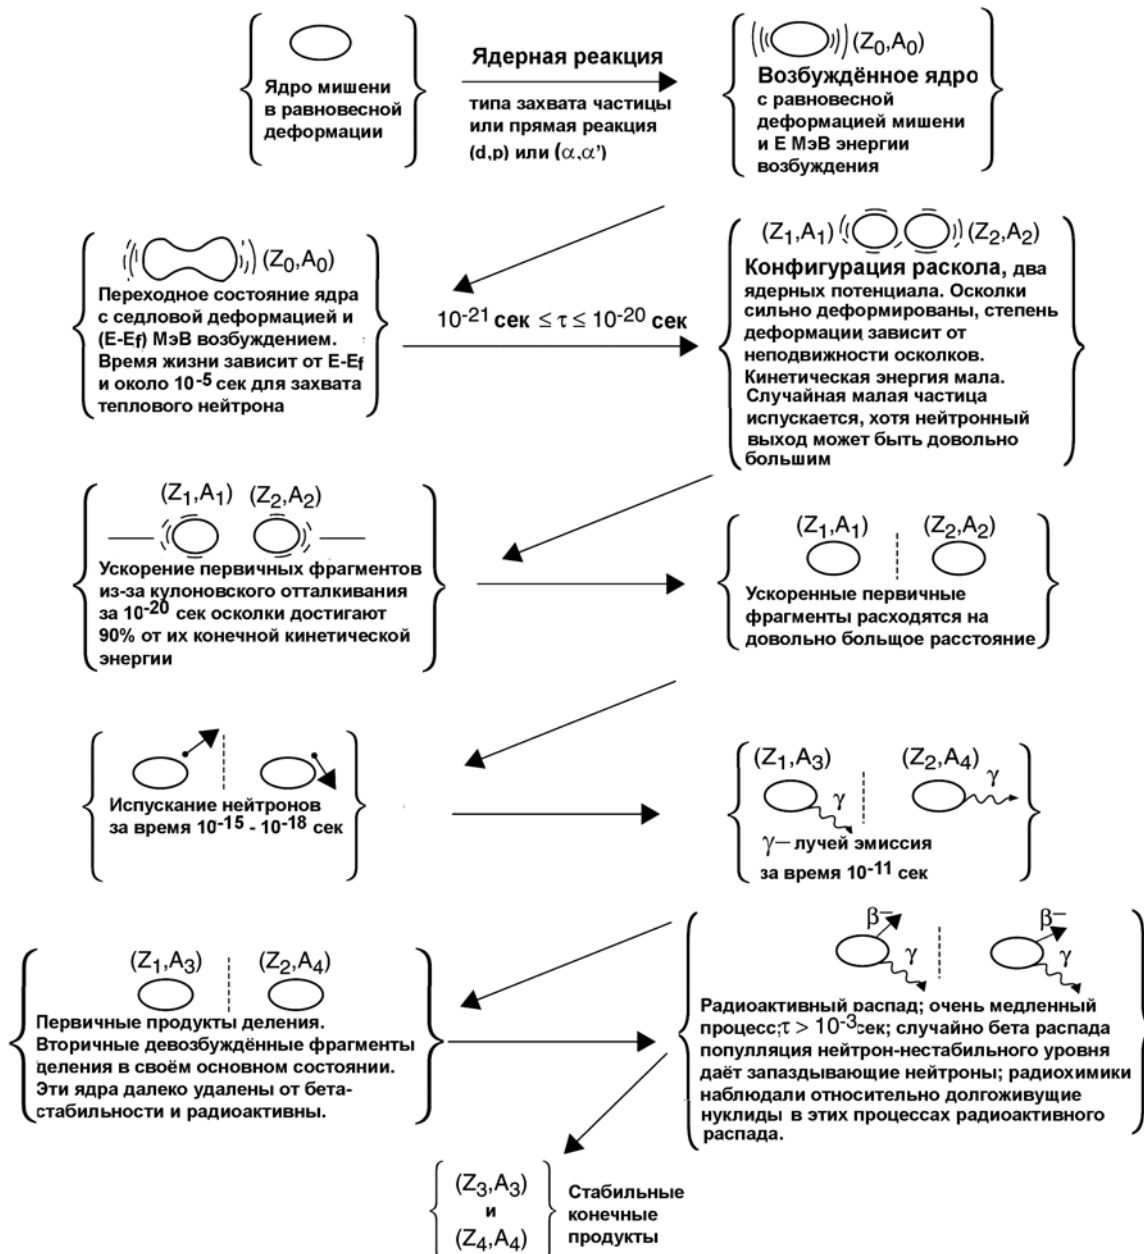 Ядро мишени
в равновесной
деформации
Ядерная реакция
типа захвата частицы
или прямая реакция
(d,p) или (α,α')
(Z₀,A₀)
Возбуждённое ядро
с равновесной
деформацией мишени
и E МэВ энергии
возбуждения
(Z₀,A₀)
Переходное состояние ядра
с седловой деформацией и
(E-Ef) МэВ возбуждением.
Время жизни зависит от E-Ef
и около 10⁻⁵ сек для захвата
теплового нейтрона
10⁻²¹ сек ≤ τ ≤ 10⁻²⁰ сек
(Z₁,A₁) (Z₂,A₂)
Конфигурация раскола, два
ядерных потенциала. Осколки
сильно деформированы, степень
деформации зависит от
неподвижности осколков.
Кинетическая энергия мала.
Случайная малая частица
испускается, хотя нейтронный
выход может быть довольно
большим
(Z₁,A₁) (Z₂,A₂)
Ускорение первичных фрагментов
из-за кулоновского отталкивания
за 10⁻²⁰ сек осколки достигают
90% от их конечной кинетической
энергии
(Z₁,A₁) (Z₂,A₂)
Ускоренные первичные
фрагменты расходятся на
довольно большое расстояние
Испускание нейтронов
за время 10⁻¹⁵ - 10⁻¹⁸ сек
(Z₁,A₃) (Z₂,A₄)
γ γ
γ– лучей эмиссия
за время 10⁻¹¹ сек
(Z₁,A₃) (Z₂,A₄)
Первичные продукты деления.
Вторичные девозбуждённые фрагменты
деления в своём основном состоянии.
Эти ядра далеко удалены от бета-
стабильности и радиоактивны.
β– β–
γ γ
Радиоактивный распад; очень медленный
процесс;τ > 10⁻³сек; случайно бета распада
популляция нейтрон-нестабильного уровня
даёт запаздывающие нейтроны; радиохимики
наблюдали относительно долгоживущие
нуклиды в этих процессах радиоактивного
распада.
(Z₃,A₃)
и
(Z₄,A₄)
Стабильные
конечные
продукты